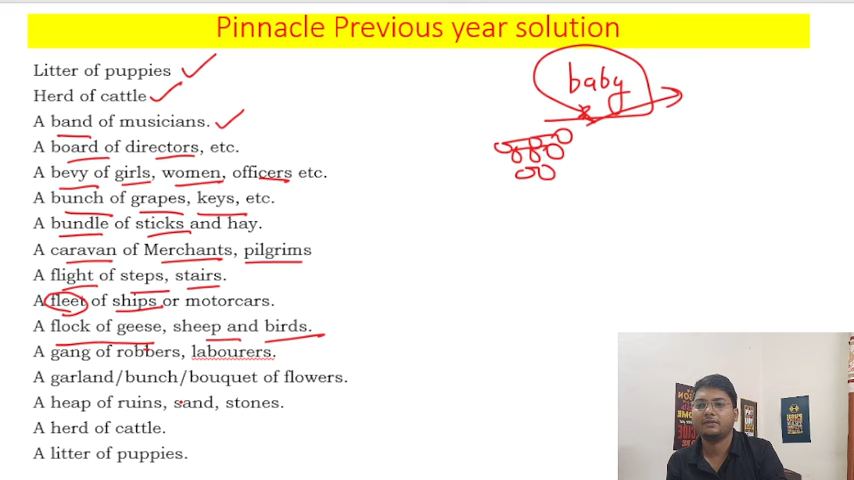 Pinnacle Previous year solution
Litter of puppies
Herd of cattle
A band of musicians.
A board of directors, etc.
A bevy of girls, women, officers etc.
A bunch of grapes, keys, etc.
A bundle of sticks and hay.
A caravan of Merchants, pilgrims
A flight of steps, stairs.
A fleet of ships or motorcars.
A flock of geese, sheep and birds.
A gang of robbers, labourers.
A garland/bunch/bouquet of flowers.
A heap of ruins, sand, stones.
A herd of cattle.
A litter of puppies.
baby